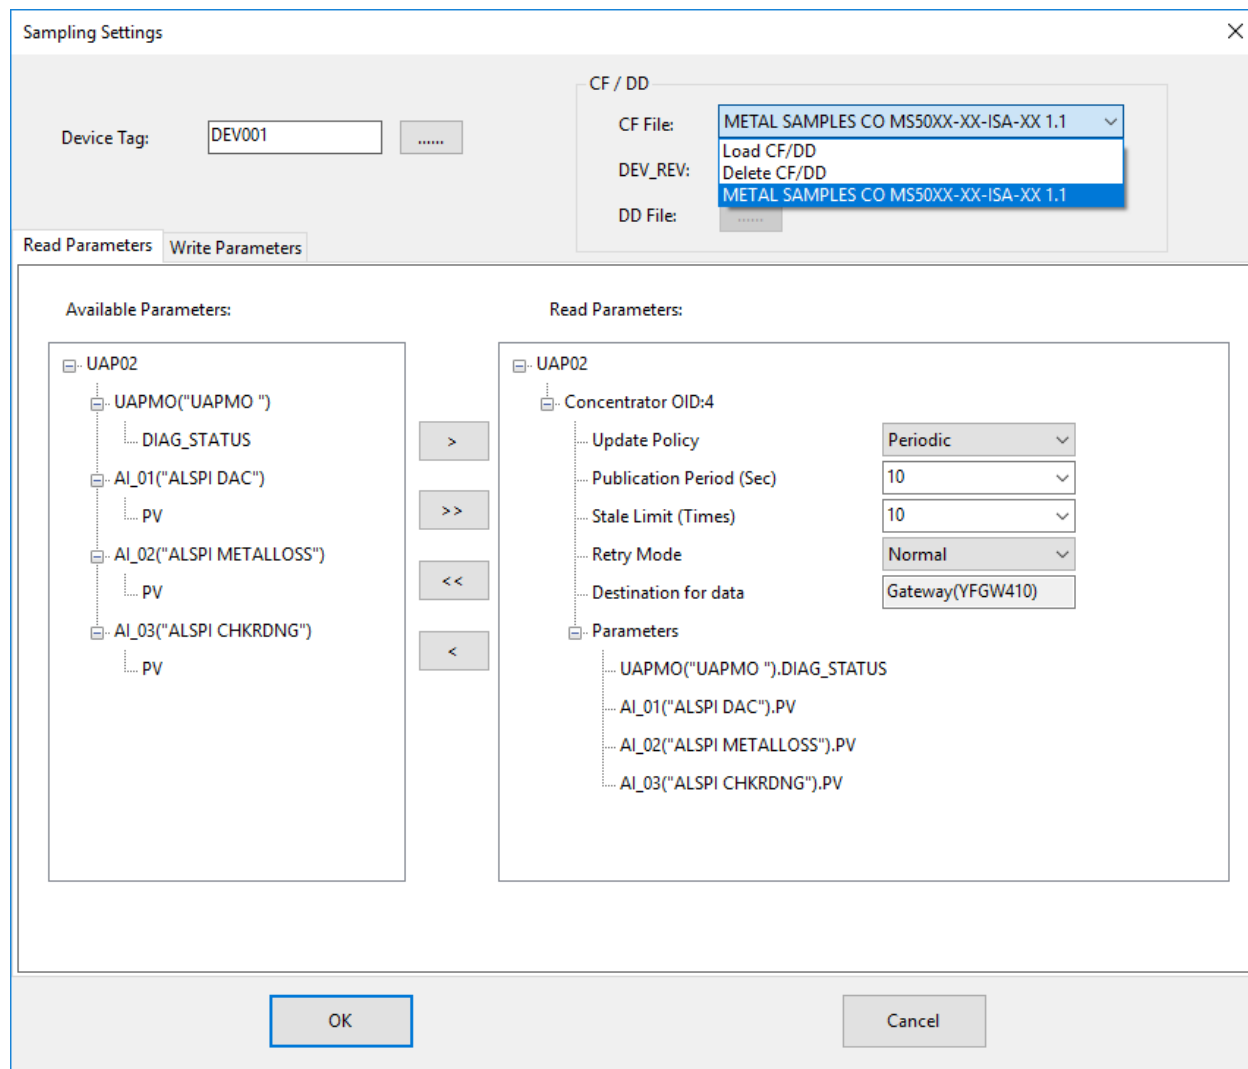 Sampling Settings
CF / DD
Device Tag:
DEV001
......
CF File:
METAL SAMPLES CO MS50XX-XX-ISA-XX 1.1
Load CF/DD
Delete CF/DD
METAL SAMPLES CO MS50XX-XX-ISA-XX 1.1
DEV_REV:
DD File:
......
Read Parameters
Write Parameters
Available Parameters:
UAP02
UAPMO("UAPMO ")
DIAG_STATUS
AI_01("ALSPI DAC")
PV
AI_02("ALSPI METALLOSS")
PV
AI_03("ALSPI CHKRDNG")
PV
>
>>
<<
<
Read Parameters:
UAP02
Concentrator OID:4
Update Policy Periodic
Publication Period (Sec) 10
Stale Limit (Times) 10
Retry Mode Normal
Destination for data Gateway(YFGW410)
Parameters
UAPMO("UAPMO ").DIAG_STATUS
AI_01("ALSPI DAC").PV
AI_02("ALSPI METALLOSS").PV
AI_03("ALSPI CHKRDNG").PV
OK
Cancel